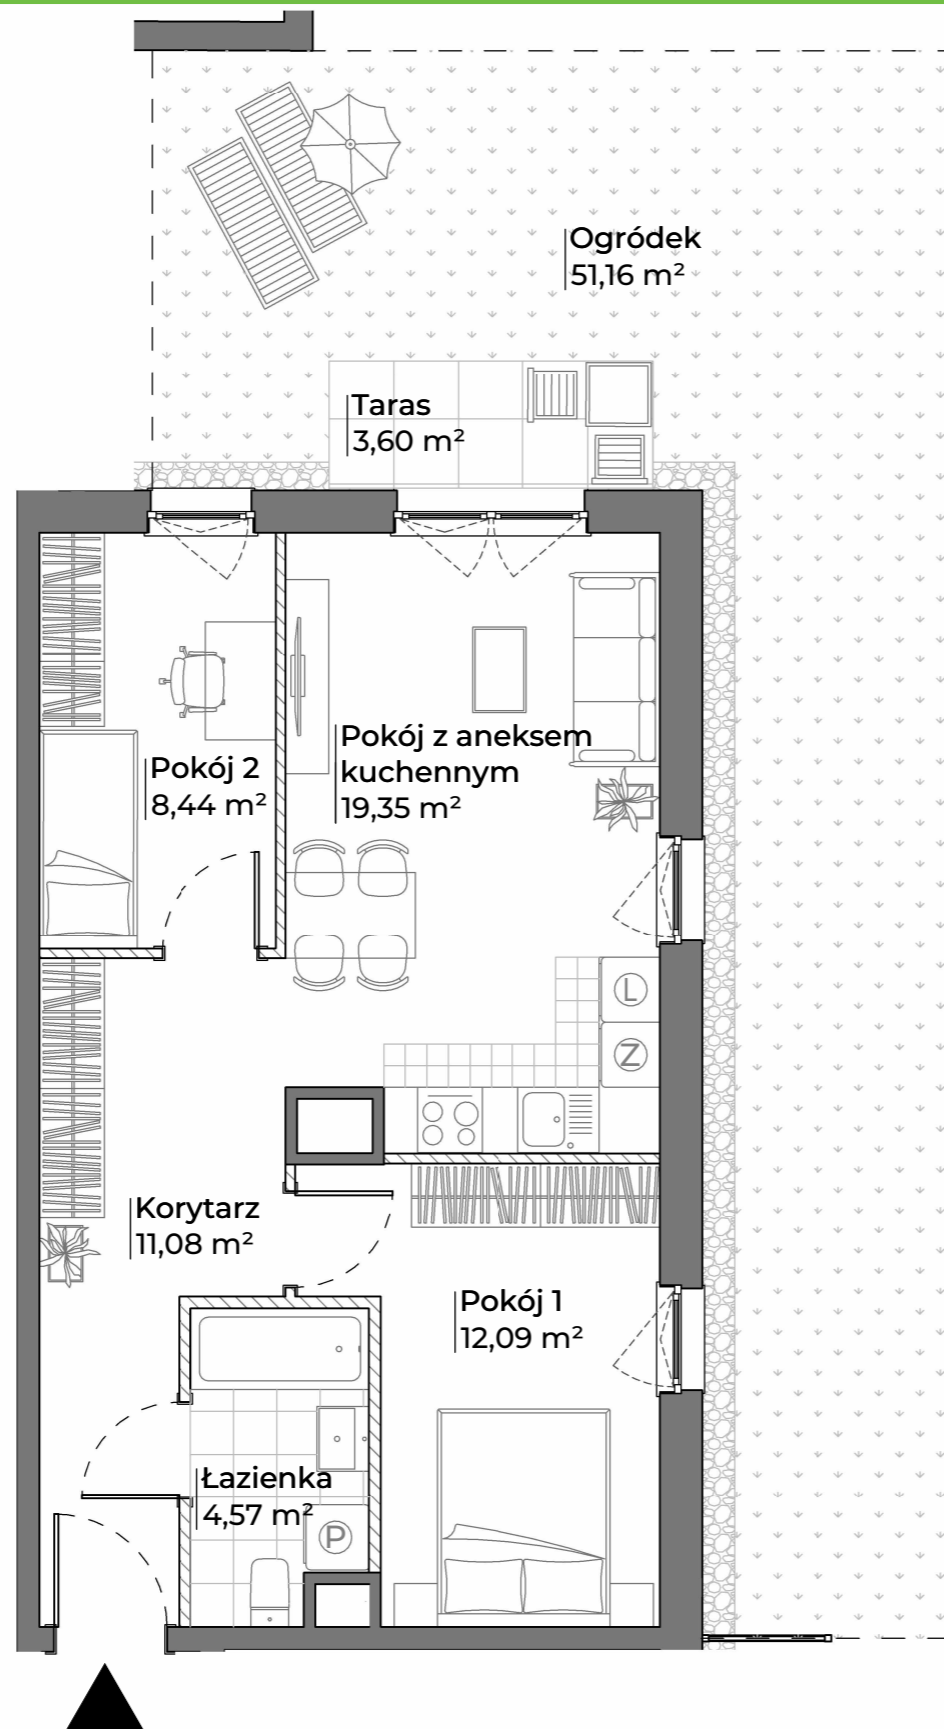 Ogródek
51,16 m²
Taras
3,60 m²
Pokój z aneksem
kuchennym
19,35 m²
Pokój 2
8,44 m²
L
Z
Korytarz
11,08 m²
Pokój 1
12,09 m²
Łazienka
4,57 m²
P